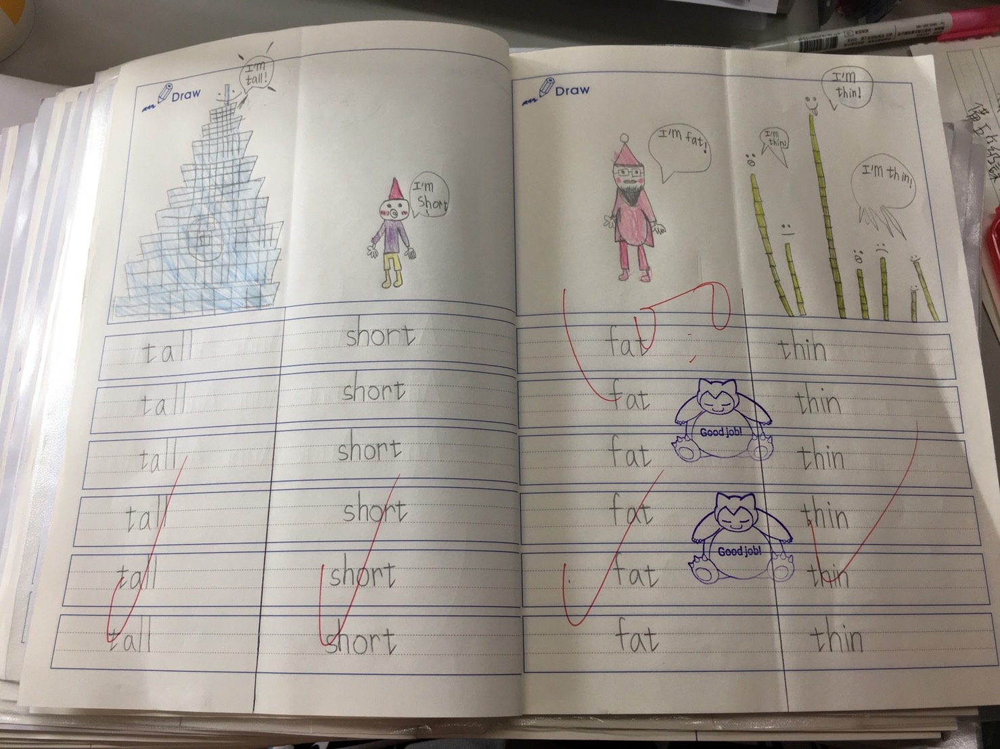 Draw
I'm
tall!
I'm
short
!
tall
short
tall
short
tall
short
tall
short
tall
short
tall
short
Draw
I'm fat!
I'm
thin!
I'm
thin!
I'm thin!
fat
thin
fat
thin
Good job!
fat
thin
fat
thin
Good job!
fat
thin
fat
thin